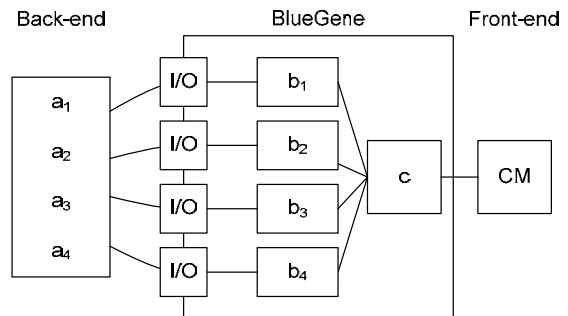 Back-end BlueGene Front-end
a₁ I/O b₁
a₂ I/O b₂
c CM
a₃ I/O b₃
a₄ I/O b₄